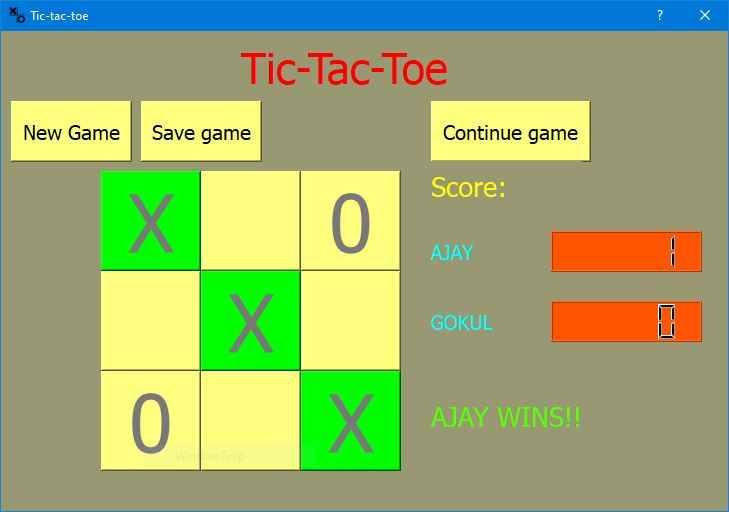 Tic-tac-toe
?
Tic-Tac-Toe
New Game Save game Continue game
X 0
X
0 X
Score:
AJAY 1
GOKUL 0
AJAY WINS!!
Window Snip